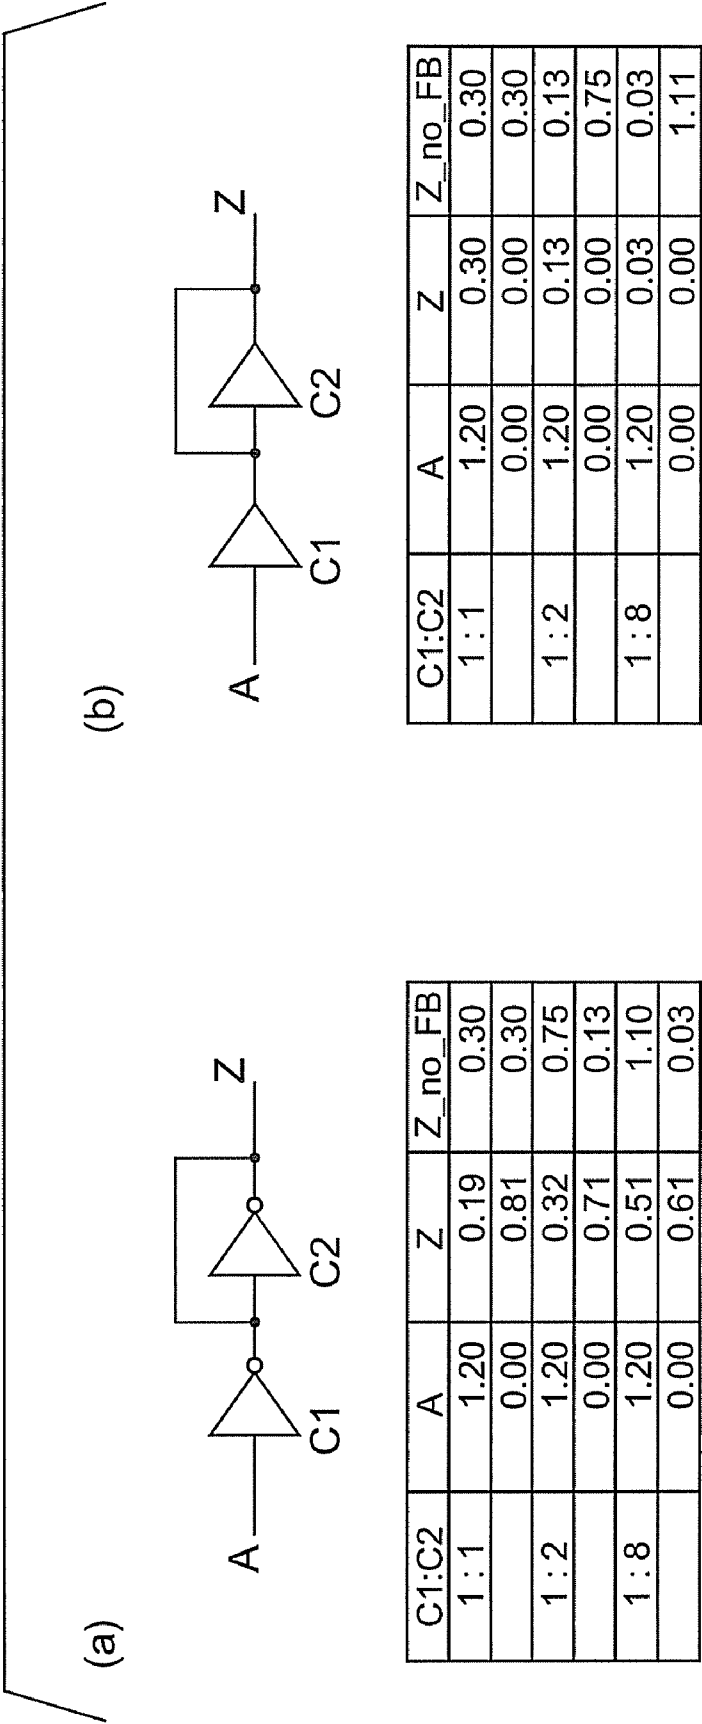 (a)
A
C1
C2
Z
C1:C2 A Z Z_no_FB
1 : 1 1.20 0.19 0.30
0.00 0.81 0.30
1 : 2 1.20 0.32 0.75
0.00 0.71 0.13
1 : 8 1.20 0.51 1.10
0.00 0.61 0.03
(b)
A
C1
C2
Z
C1:C2 A Z Z_no_FB
1 : 1 1.20 0.30 0.30
0.00 0.00 0.30
1 : 2 1.20 0.13 0.13
0.00 0.00 0.75
1 : 8 1.20 0.03 0.03
0.00 0.00 1.11